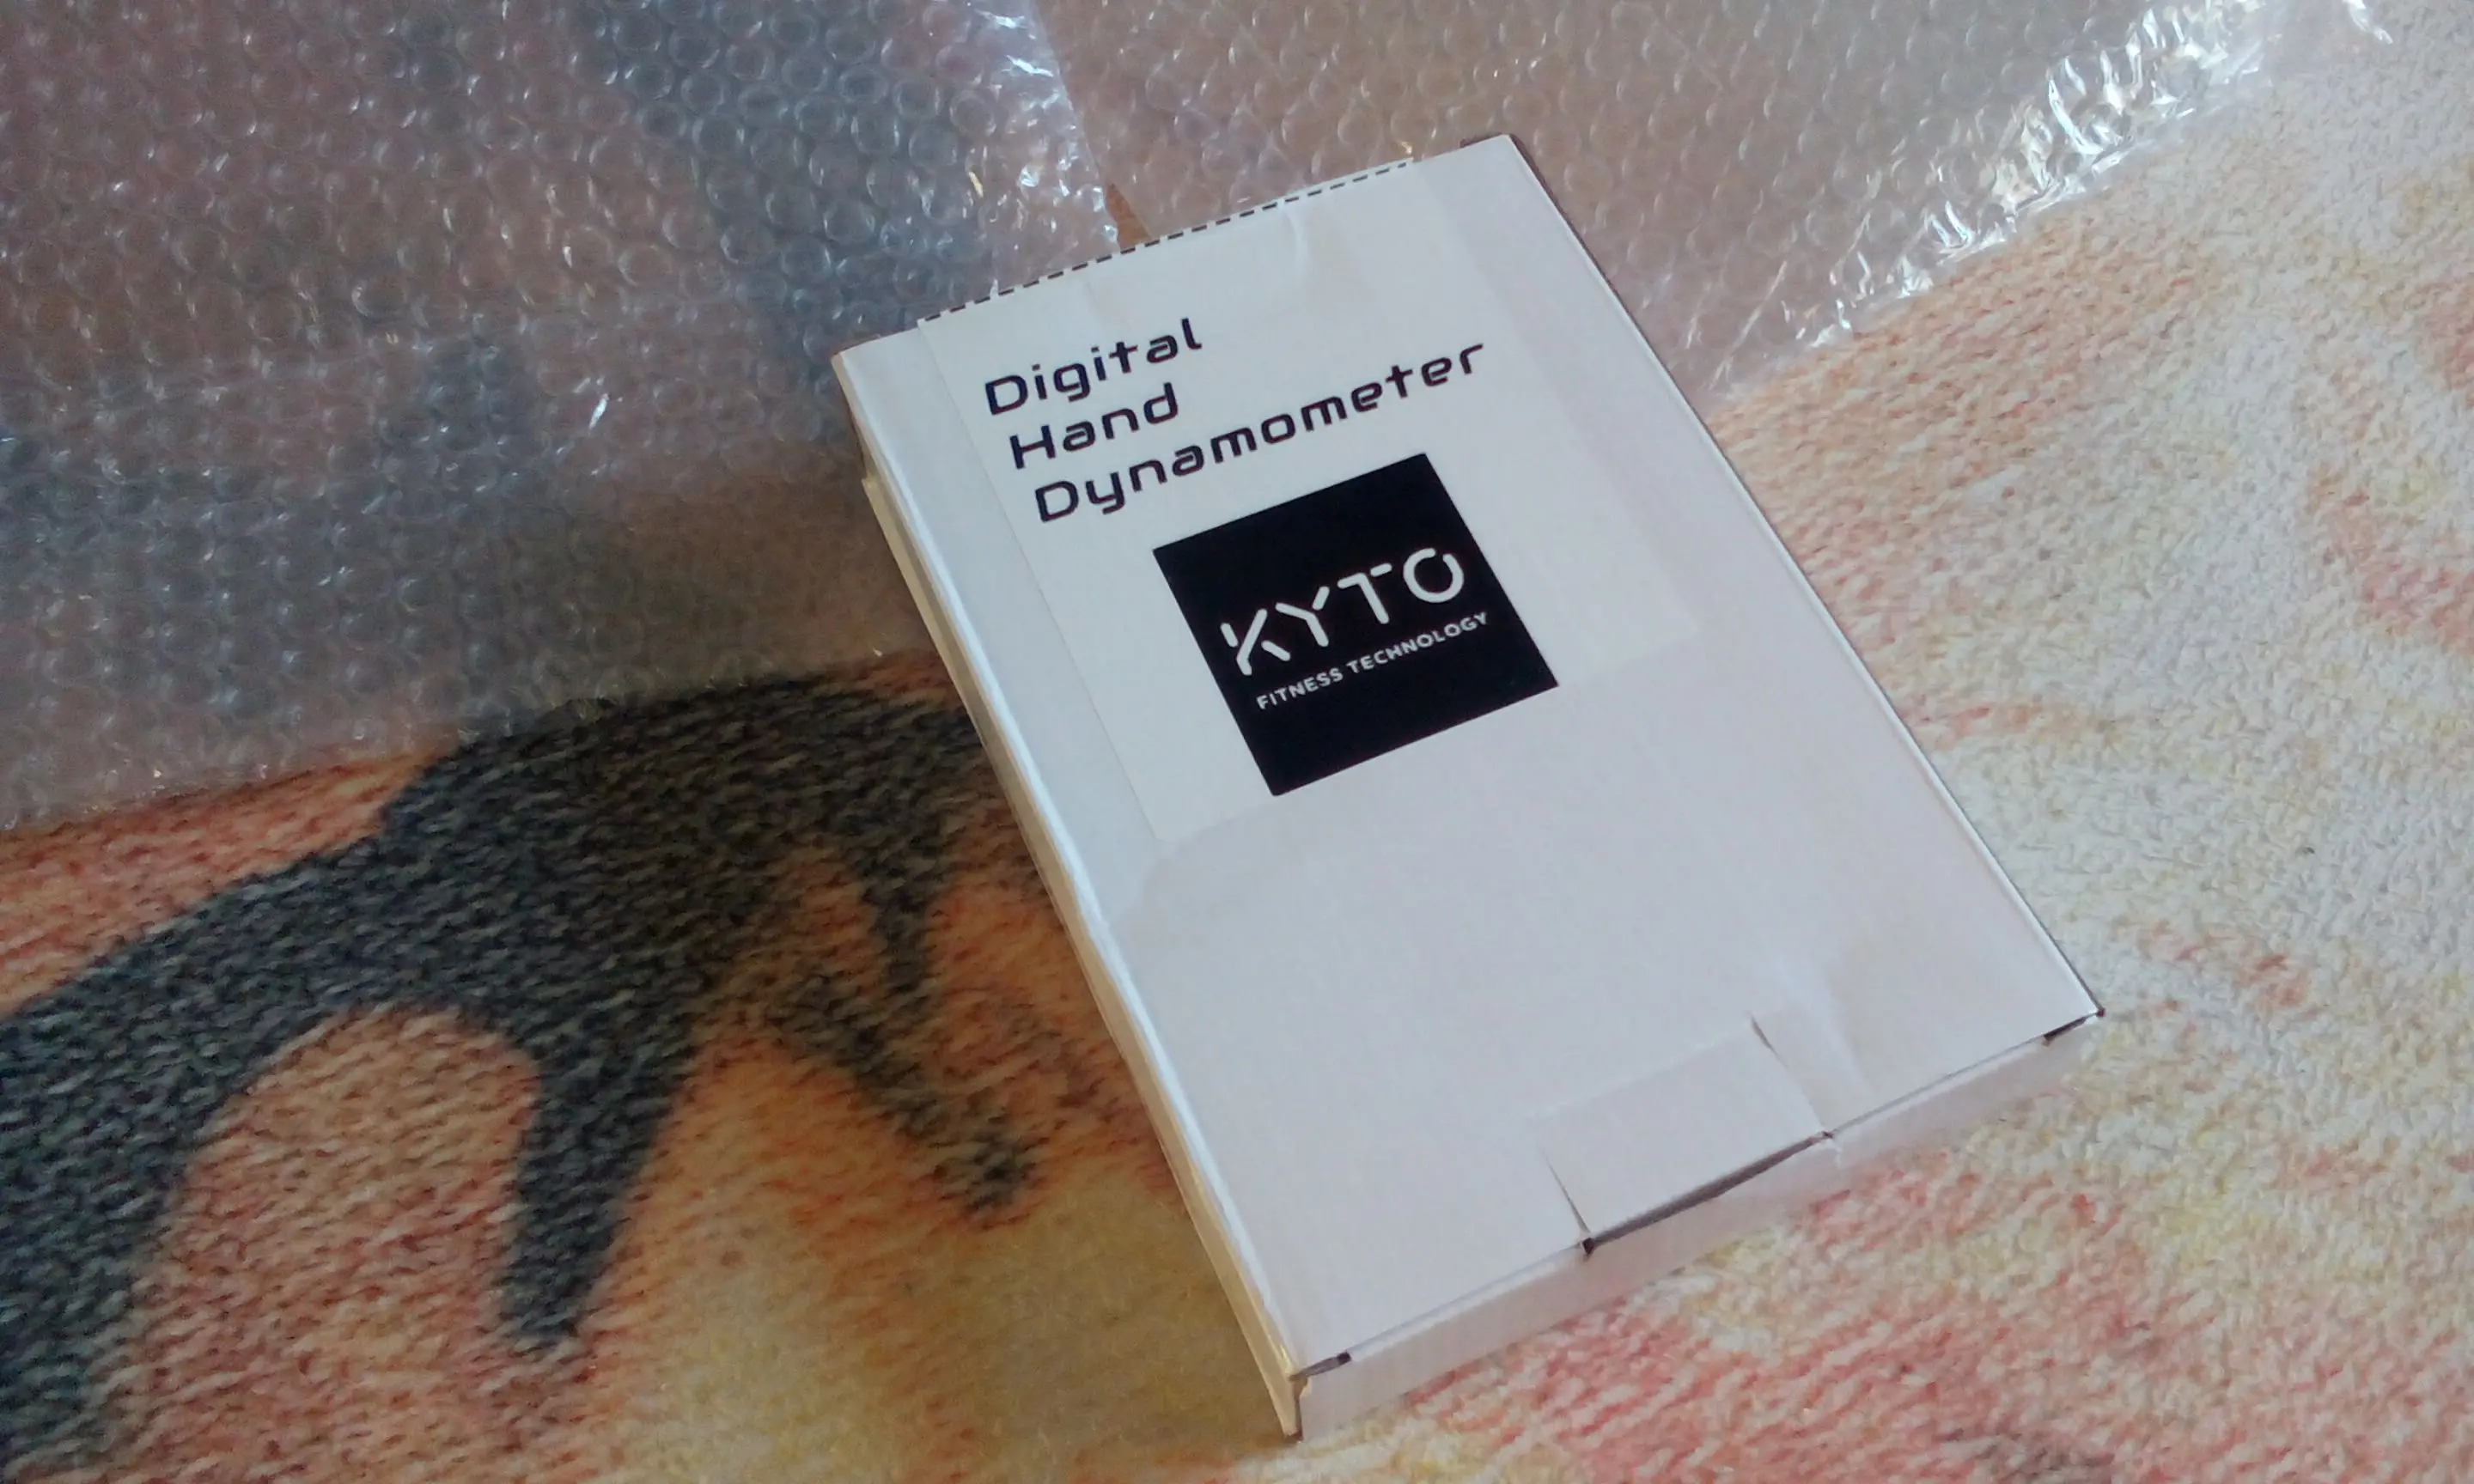 Digital
Hand
Dynamometer
KYTO
FITNESS TECHNOLOGY